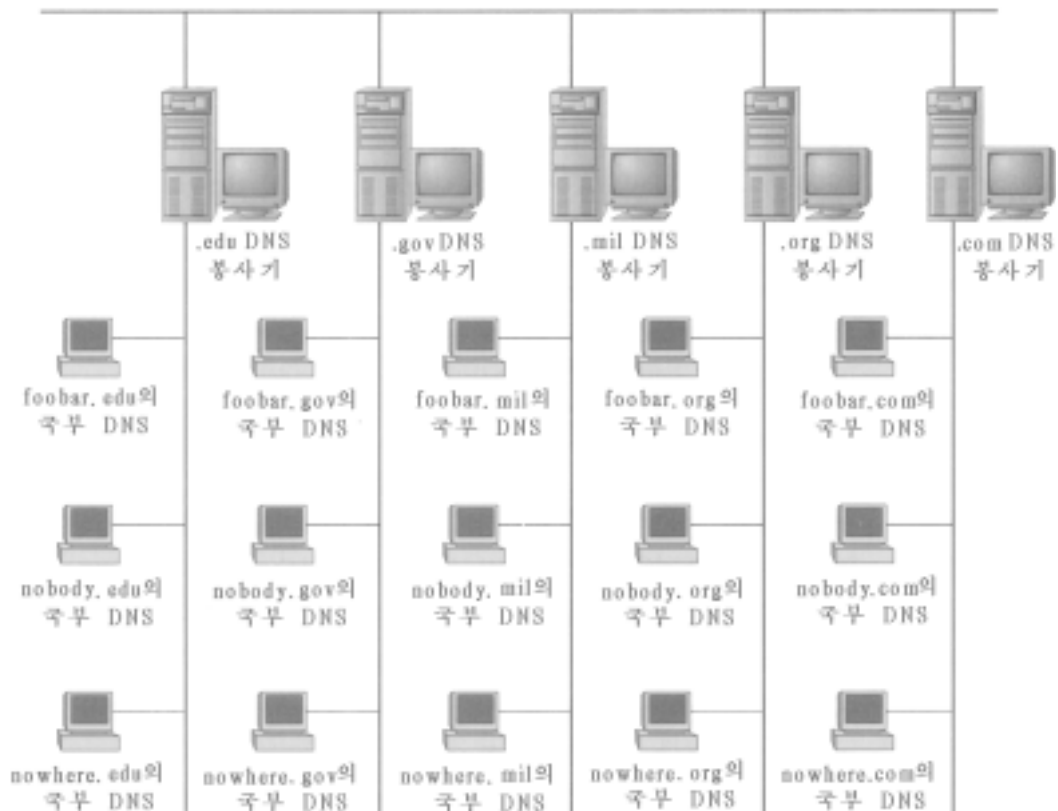 .edu DNS
봉사기
.gov DNS
봉사기
.mil DNS
봉사기
.org DNS
봉사기
.com DNS
봉사기
foobar.edu의
국부 DNS
foobar.gov의
국부 DNS
foobar.mil의
국부 DNS
foobar.org의
국부 DNS
foobar.com의
국부 DNS
nobody.edu의
국부 DNS
nobody.gov의
국부 DNS
nobody.mil의
국부 DNS
nobody.org의
국부 DNS
nobody.com의
국부 DNS
nowhere.edu의
국부 DNS
nowhere.gov의
국부 DNS
nowhere.mil의
국부 DNS
nowhere.org의
국부 DNS
nowhere.com의
국부 DNS